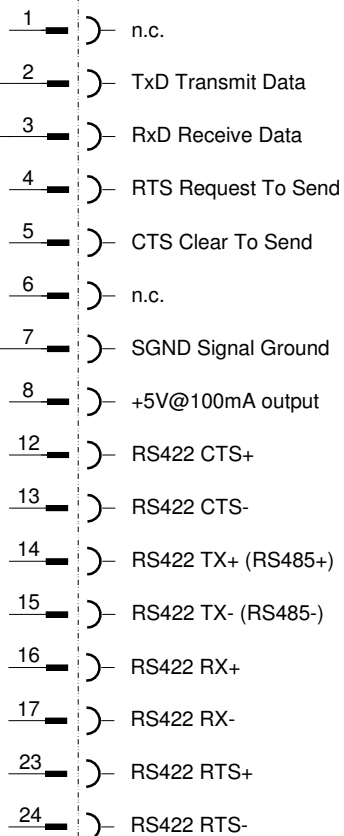 1 n.c.
2 TxD Transmit Data
3 RxD Receive Data
4 RTS Request To Send
5 CTS Clear To Send
6 n.c.
7 SGND Signal Ground
8 +5V@100mA output
12 RS422 CTS+
13 RS422 CTS-
14 RS422 TX+ (RS485+)
15 RS422 TX- (RS485-)
16 RS422 RX+
17 RS422 RX-
23 RS422 RTS+
24 RS422 RTS-